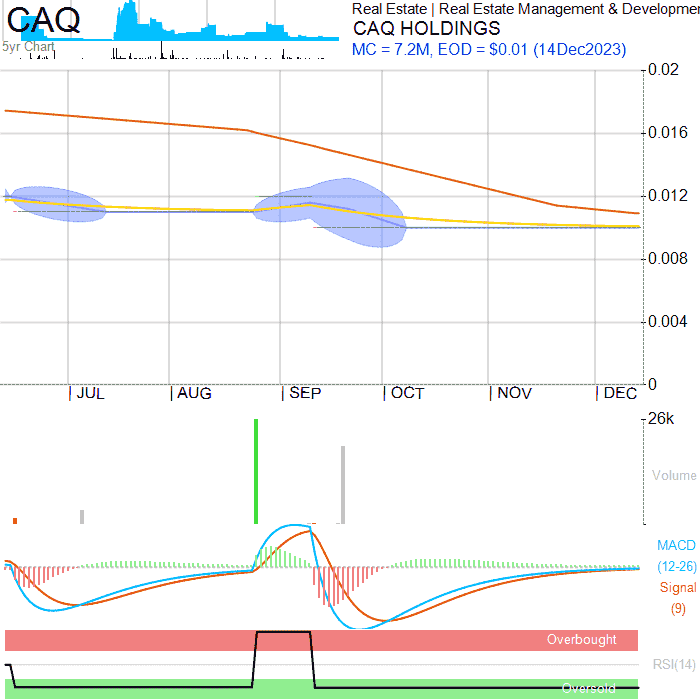 CAQ
5yr Chart
Real Estate | Real Estate Management & Developmer
CAQ HOLDINGS
MC = 7.2M, EOD = $0.01 (14Dec2023)
0.02
0.016
0.012
0.008
0.004
0
| JUL | AUG | SEP | OCT | NOV | DEC
26k
Volume
MACD
(12-26)
Signal
(9)
Overbought
RSI(14)
Oversold